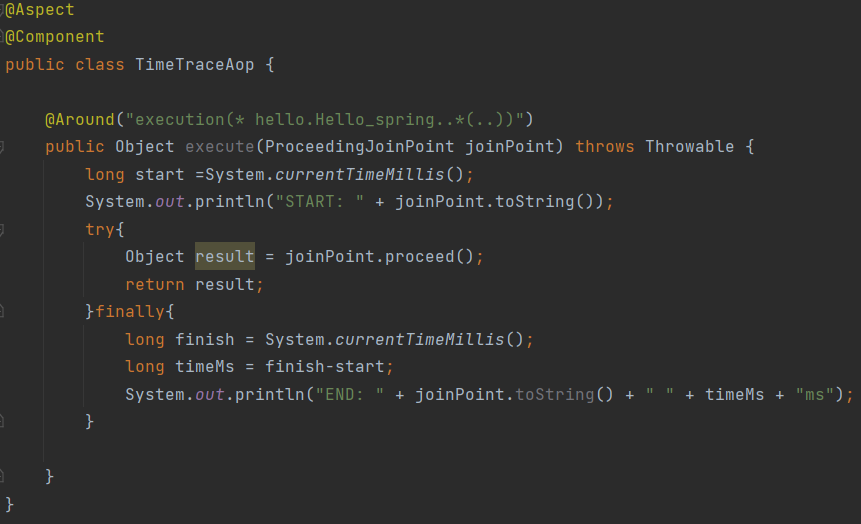 @Aspect
@Component
public class TimeTraceAop {
@Around("execution(* hello.Hello_spring..*(..))")
public Object execute(ProceedingJoinPoint joinPoint) throws Throwable {
long start =System.currentTimeMillis();
System.out.println("START: " + joinPoint.toString());
try{
Object result = joinPoint.proceed();
return result;
}finally{
long finish = System.currentTimeMillis();
long timeMs = finish-start;
System.out.println("END: " + joinPoint.toString() + " " + timeMs + "ms");
}
}
}